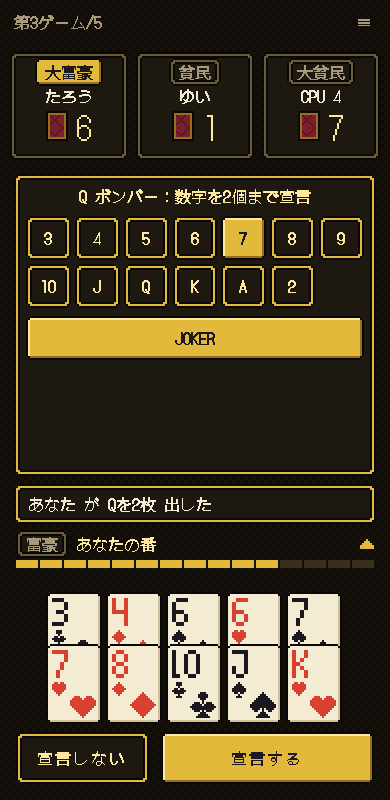 第3ゲーム/5
大富豪 貧民 大貧民
たろう ゆい CPU 4
6 1 7
Q ボンバー：数字を2個まで宣言
3 4 5 6 7 8 9
10 J Q K A 2
JOKER
あなた が Qを2枚 出した
富豪 あなたの番
3 4 6 6 7
7 8 10 J K
宣言しない 宣言する